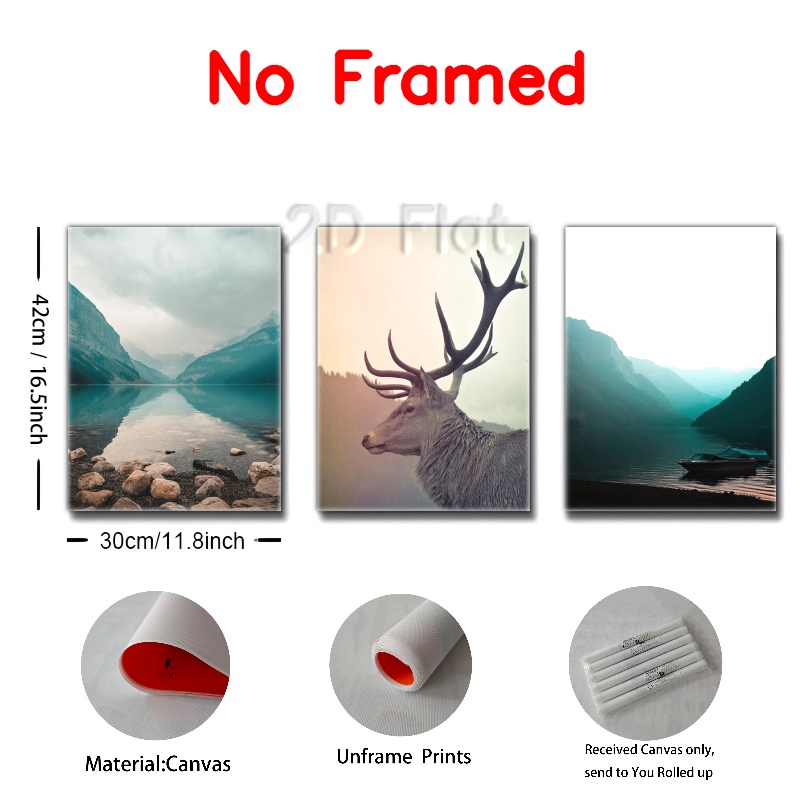 No Framed
2D Flat
42cm / 16.5inch
30cm/11.8inch
Material:Canvas
Unframe Prints
Received Canvas only,
send to You Rolled up